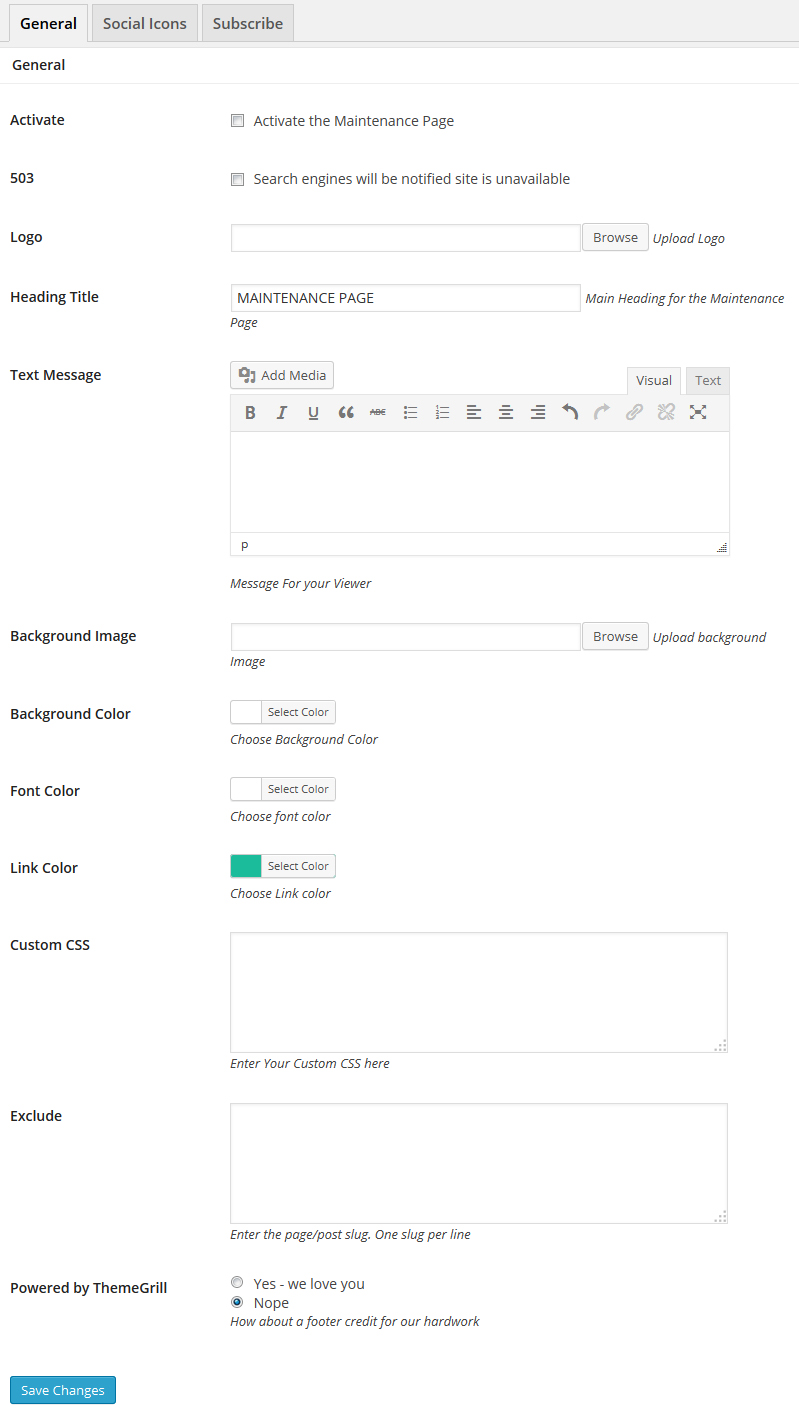 General Social Icons Subscribe
General
Activate Activate the Maintenance Page
503 Search engines will be notified site is unavailable
Logo Browse Upload Logo
Heading Title MAINTENANCE PAGE Main Heading for the Maintenance
Page
Text Message Add Media Visual Text
B I U ABC
p
Message For your Viewer
Background Image Browse Upload background
Image
Background Color Select Color
Choose Background Color
Font Color Select Color
Choose font color
Link Color Select Color
Choose Link color
Custom CSS
Enter Your Custom CSS here
Exclude
Enter the page/post slug. One slug per line
Powered by ThemeGrill Yes - we love you
Nope
How about a footer credit for our hardwork
Save Changes